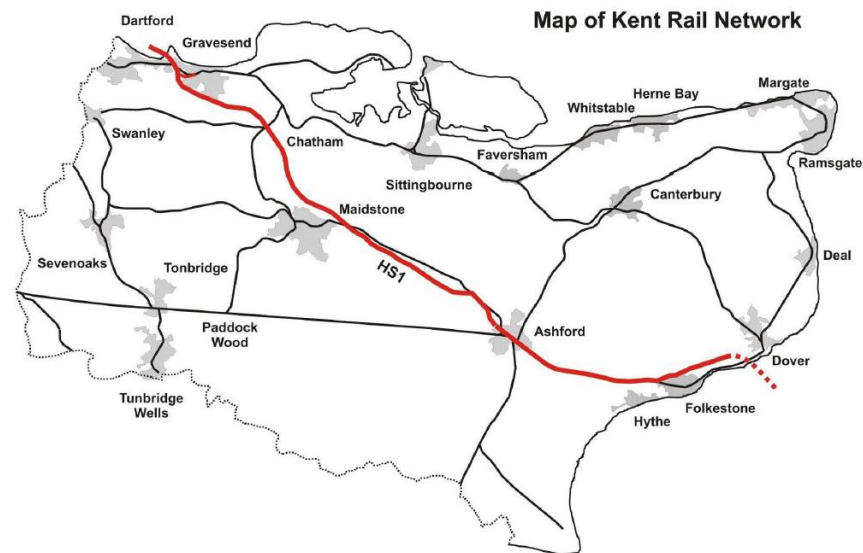 Map of Kent Rail Network
Dartford
Gravesend
Swanley
Chatham
Sittingbourne
Faversham
Whitstable
Herne Bay
Margate
Ramsgate
Canterbury
Maidstone
Sevenoaks
Tonbridge
HS1
Deal
Paddock
Wood
Ashford
Dover
Tunbridge
Wells
Hythe
Folkestone